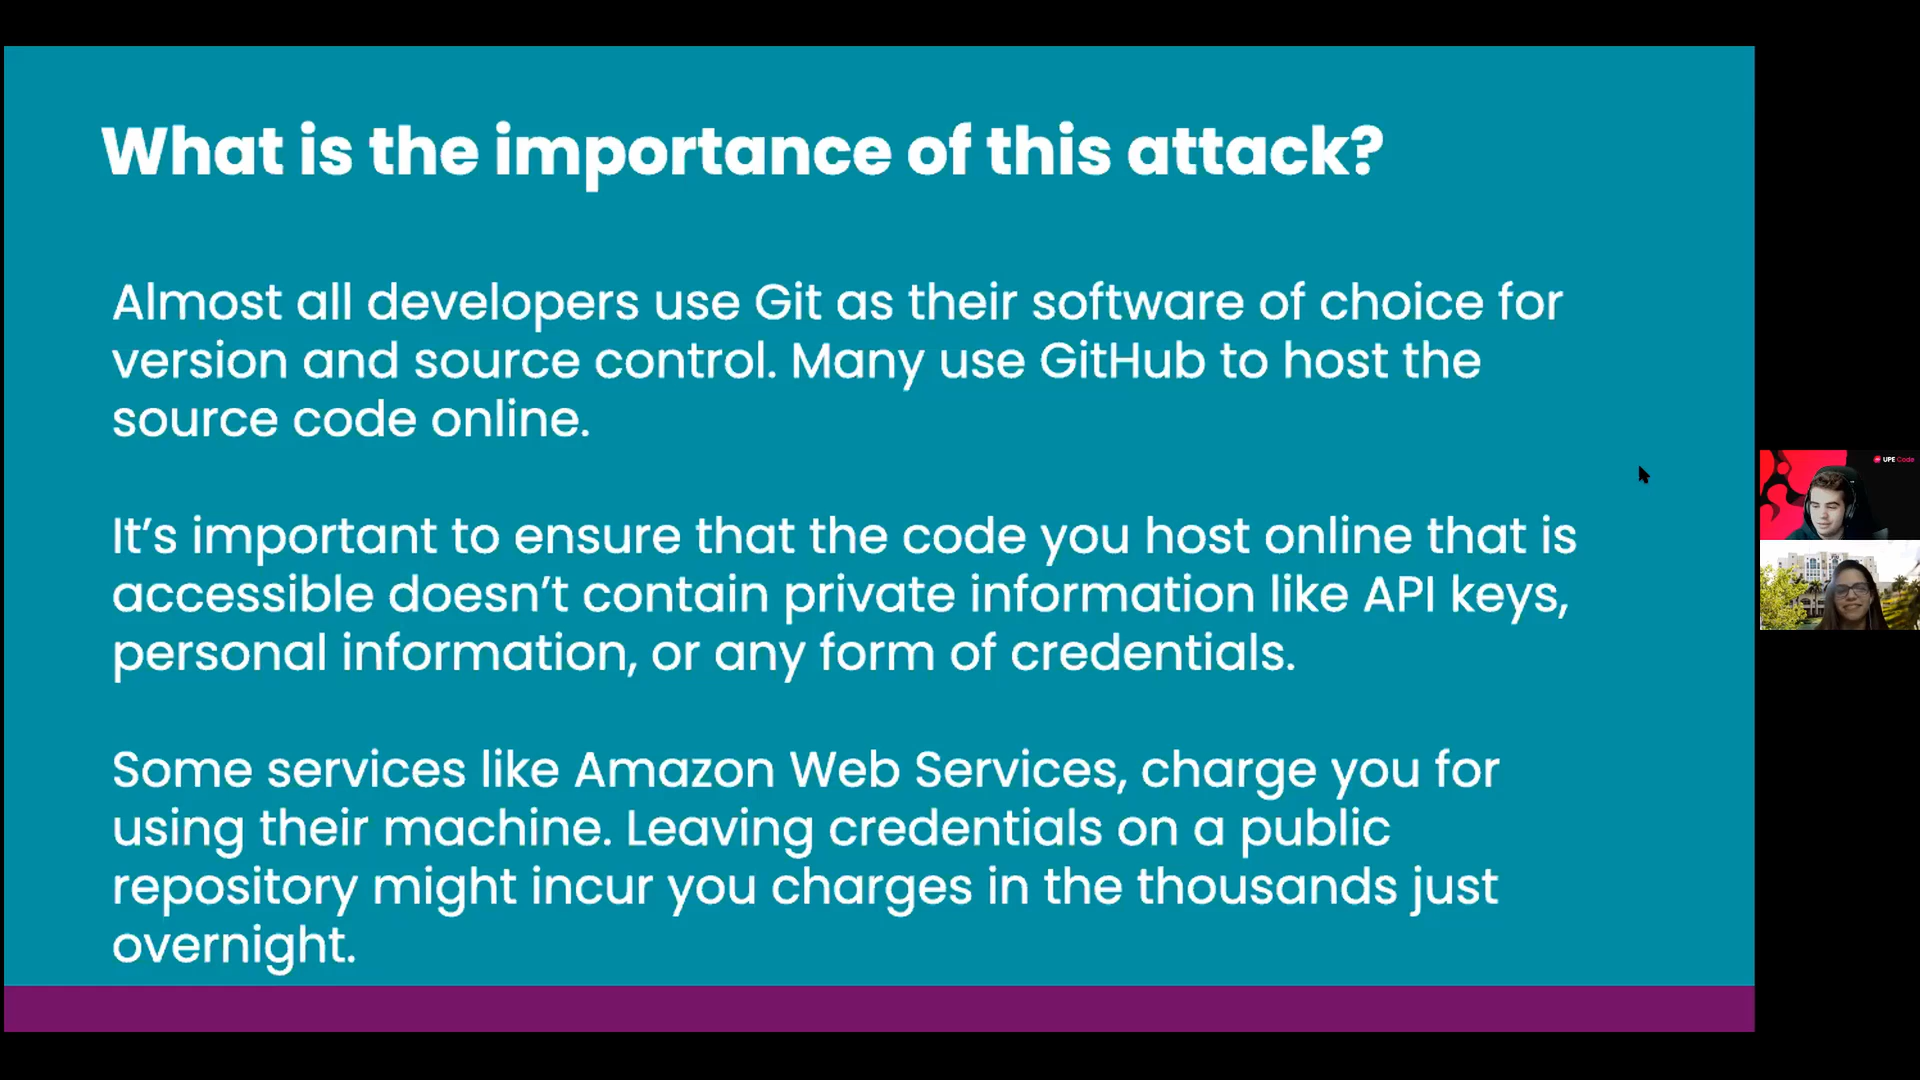 What is the importance of this attack?
Almost all developers use Git as their software of choice for
version and source control. Many use GitHub to host the
source code online.
It’s important to ensure that the code you host online that is
accessible doesn’t contain private information like API keys,
personal information, or any form of credentials.
Some services like Amazon Web Services, charge you for
using their machine. Leaving credentials on a public
repository might incur you charges in the thousands just
overnight.
UPE Code